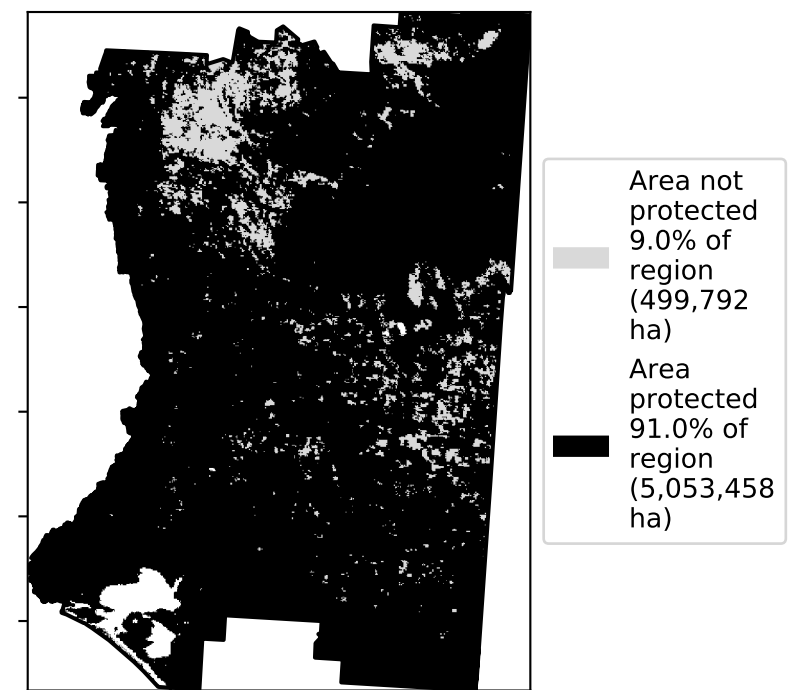 Area not
protected
9.0% of
region
(499,792
ha)
Area
protected
91.0% of
region
(5,053,458
ha)